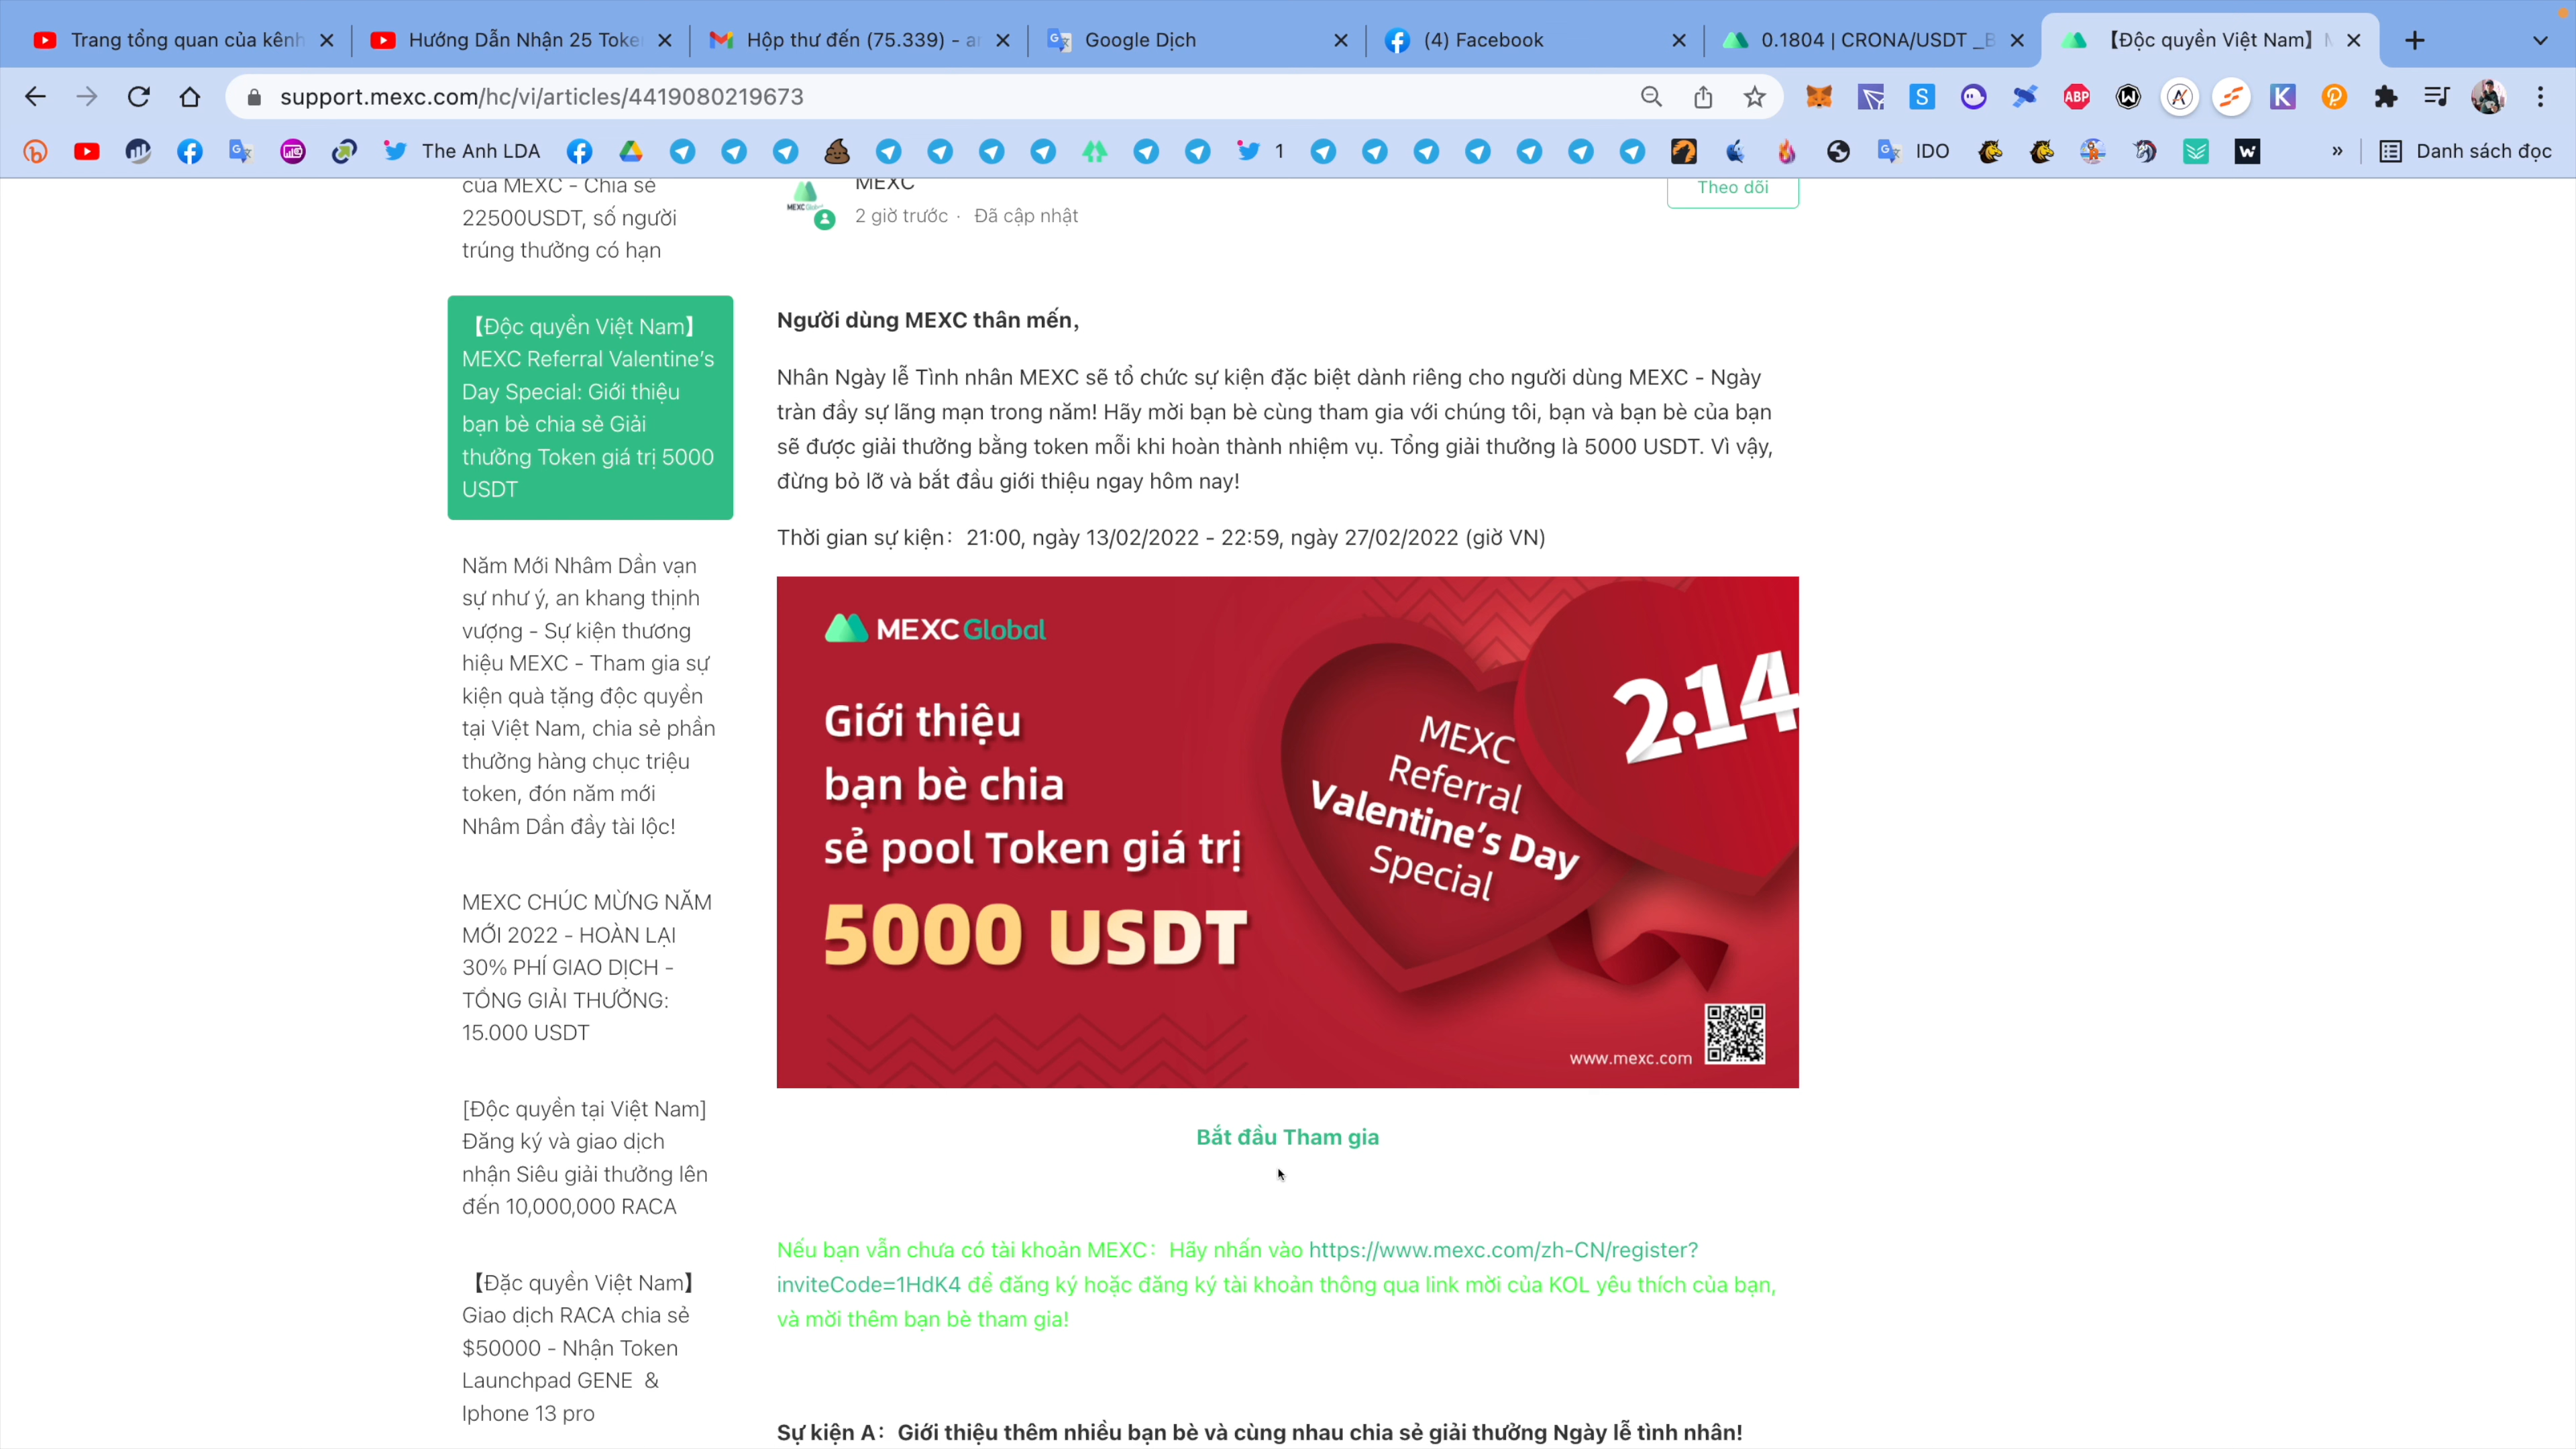 Trang tổng quan của kênh
Hướng Dẫn Nhận 25 Toke
Hộp thư đến (75.339) - a
Google Dịch
(4) Facebook
0.1804 | CRONA/USDT _
【Độc quyền Việt Nam】
support.mexc.com/hc/vi/articles/4419080219673
The Anh LDA
1
IDO
»
Danh sách đọc
của MEXC - Chia sẻ
22500USDT, số người
trúng thưởng có hạn
【Độc quyền Việt Nam】
MEXC Referral Valentine’s
Day Special: Giới thiệu
bạn bè chia sẻ Giải
thưởng Token giá trị 5000
USDT
Năm Mới Nhâm Dần vạn
sự như ý, an khang thịnh
vượng - Sự kiện thương
hiệu MEXC - Tham gia sự
kiện quà tặng độc quyền
tại Việt Nam, chia sẻ phần
thưởng hàng chục triệu
token, đón năm mới
Nhâm Dần đầy tài lộc!
MEXC CHÚC MỪNG NĂM
MỚI 2022 - HOÀN LẠI
30% PHÍ GIAO DỊCH -
TỔNG GIẢI THƯỞNG:
15.000 USDT
[Độc quyền tại Việt Nam]
Đăng ký và giao dịch
nhận Siêu giải thưởng lên
đến 10,000,000 RACA
【Đặc quyền Việt Nam】
Giao dịch RACA chia sẻ
$50000 - Nhận Token
Launchpad GENE &
Iphone 13 pro
MEXC
2 giờ trước · Đã cập nhật
Theo dõi
Người dùng MEXC thân mến，
Nhân Ngày lễ Tình nhân MEXC sẽ tổ chức sự kiện đặc biệt dành riêng cho người dùng MEXC - Ngày
tràn đầy sự lãng mạn trong năm! Hãy mời bạn bè cùng tham gia với chúng tôi, bạn và bạn bè của bạn
sẽ được giải thưởng bằng token mỗi khi hoàn thành nhiệm vụ. Tổng giải thưởng là 5000 USDT. Vì vậy,
đừng bỏ lỡ và bắt đầu giới thiệu ngay hôm nay!
Thời gian sự kiện：21:00, ngày 13/02/2022 - 22:59, ngày 27/02/2022 (giờ VN)
MEXC Global
Giới thiệu
bạn bè chia
sẻ pool Token giá trị
5000 USDT
MEXC
Referral
Valentine’s Day
Special
2.14
www.mexc.com
Bắt đầu Tham gia
Nếu bạn vẫn chưa có tài khoản MEXC：Hãy nhấn vào https://www.mexc.com/zh-CN/register?
inviteCode=1HdK4 để đăng ký hoặc đăng ký tài khoản thông qua link mời của KOL yêu thích của bạn,
và mời thêm bạn bè tham gia!
Sự kiện A：Giới thiệu thêm nhiều bạn bè và cùng nhau chia sẻ giải thưởng Ngày lễ tình nhân!